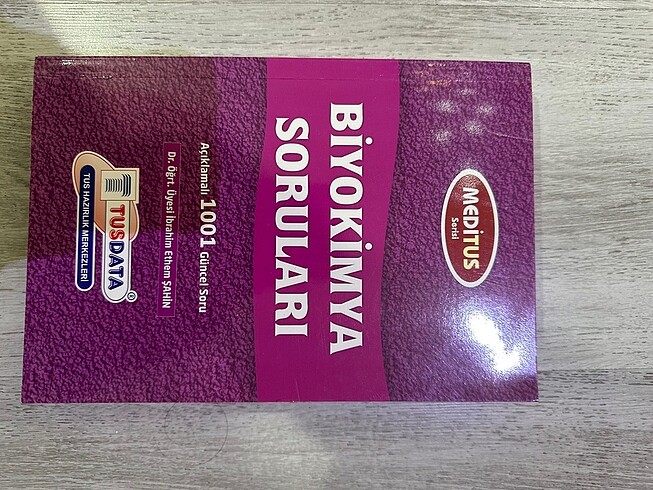 MEDİTUS
Serisi
BİYOKİMYA
SORULARI
Açıklamalı 1001 Güncel Soru
Dr. Öğrt. Üyesi İbrahim Ethem ŞAHİN
TUSDATA®
TUS HAZIRLIK MERKEZLERİ